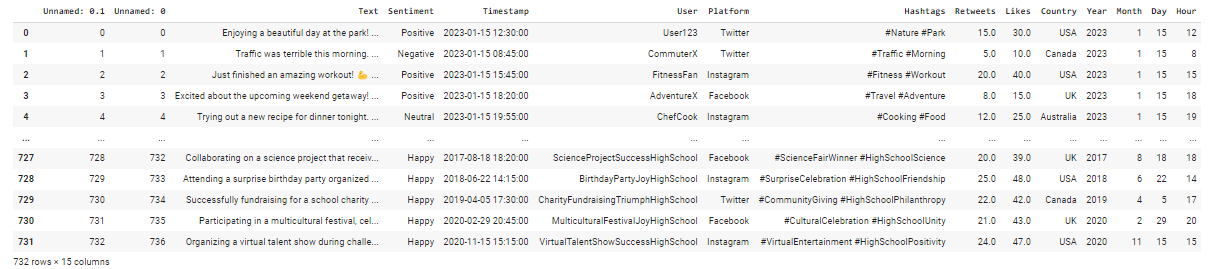 Unnamed: 0.1 Unnamed: 0 Text Sentiment Timestamp User Platform Hashtags Retweets Likes Country Year Month Day Hour
0 0 0 Enjoying a beautiful day at the park! ... Positive 2023-01-15 12:30:00 User123 Twitter #Nature #Park 15.0 30.0 USA 2023 1 15 12
1 1 1 Traffic was terrible this morning. ... Negative 2023-01-15 08:45:00 CommuterX Twitter #Traffic #Morning 5.0 10.0 Canada 2023 1 15 8
2 2 2 Just finished an amazing workout! 💪 ... Positive 2023-01-15 15:45:00 FitnessFan Instagram #Fitness #Workout 20.0 40.0 USA 2023 1 15 15
3 3 3 Excited about the upcoming weekend getaway! ... Positive 2023-01-15 18:20:00 AdventureX Facebook #Travel #Adventure 8.0 15.0 UK 2023 1 15 18
4 4 4 Trying out a new recipe for dinner tonight. ... Neutral 2023-01-15 19:55:00 ChefCook Instagram #Cooking #Food 12.0 25.0 Australia 2023 1 15 19
... ... ... ... ... ... ... ... ... ... ... ... ... ... ... ...
727 728 732 Collaborating on a science project that receiv... Happy 2017-08-18 18:20:00 ScienceProjectSuccessHighSchool Facebook #ScienceFairWinner #HighSchoolScience 20.0 39.0 UK 2017 8 18 18
728 729 733 Attending a surprise birthday party organized ... Happy 2018-06-22 14:15:00 BirthdayPartyJoyHighSchool Instagram #SurpriseCelebration #HighSchoolFriendship 25.0 48.0 USA 2018 6 22 14
729 730 734 Successfully fundraising for a school charity ... Happy 2019-04-05 17:30:00 CharityFundraisingTriumphHighSchool Twitter #CommunityGiving #HighSchoolPhilanthropy 22.0 42.0 Canada 2019 4 5 17
730 731 735 Participating in a multicultural festival, cel... Happy 2020-02-29 20:45:00 MulticulturalFestivalJoyHighSchool Facebook #CulturalCelebration #HighSchoolUnity 21.0 43.0 UK 2020 2 29 20
731 732 736 Organizing a virtual talent show during challe... Happy 2020-11-15 15:15:00 VirtualTalentShowSuccessHighSchool Instagram #VirtualEntertainment #HighSchoolPositivity 24.0 47.0 USA 2020 11 15 15
732 rows × 15 columns